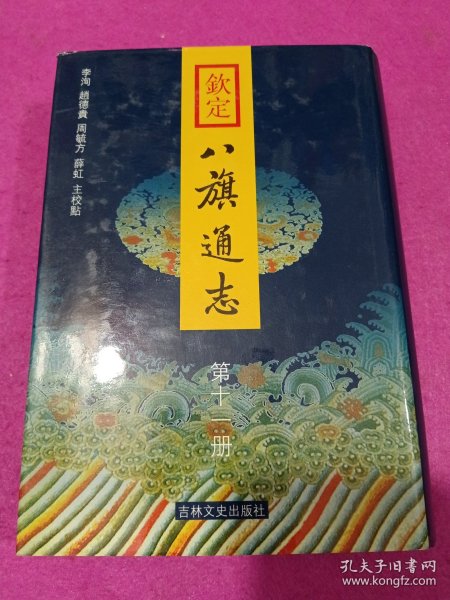 欽定
八旗通志
第十二册
李洵 趙德貴 周毓方 薛虹 主校點
吉林文史出版社
孔夫子旧书网
www.kongfz.com